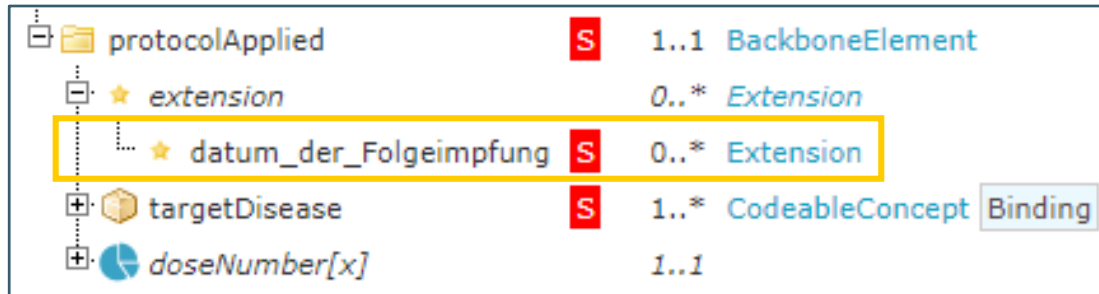 protocolApplied S 1..1 BackboneElement
extension 0..* Extension
datum_der_Folgeimpfung S 0..* Extension
targetDisease S 1..* CodeableConcept Binding
doseNumber[x] 1..1